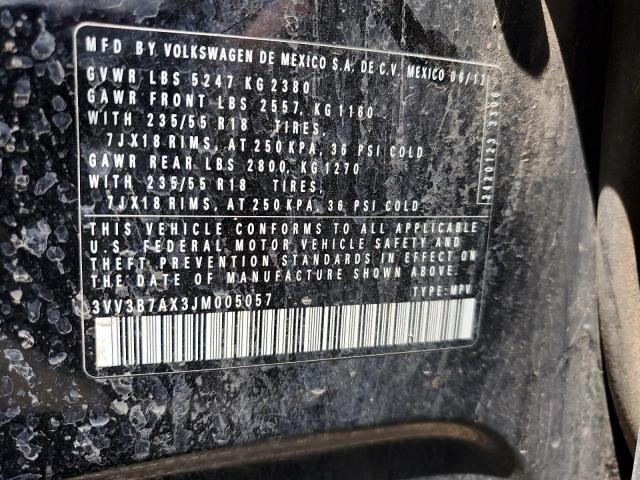 MFD BY VOLKSWAGEN DE MEXICO S.A. DE C.V. MEXICO 06/17
GVWR LBS 5247 KG 2380
GAWR FRONT LBS 2557, KG 1160
WITH 235/55 R18 TIRES.
7JX18 RIMS, AT 250 KPA, 36 PSI COLD
GAWR REAR LBS 2800, KG 1270
WITH 235/55 R18 TIRES.
7JX18 RIMS, AT 250 KPA, 36 PSI COLD
THIS VEHICLE CONFORMS TO ALL APPLICABLE
U.S. FEDERAL MOTOR VEHICLE SAFETY AND
THEFT PREVENTION STANDARDS IN EFFECT ON
THE DATE OF MANUFACTURE SHOWN ABOVE.
3VV3B7AX3JM005057 TYPE: MPV